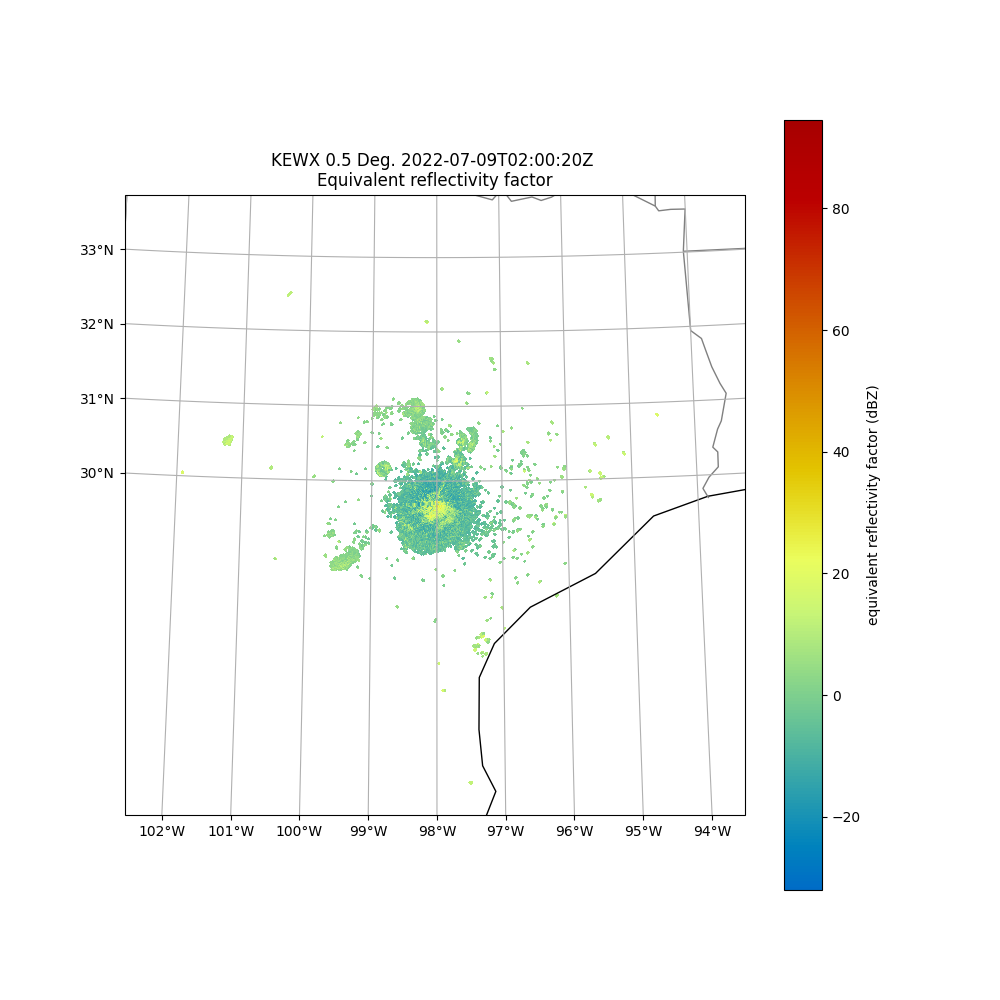 KEWX 0.5 Deg. 2022-07-09T02:00:20Z
Equivalent reflectivity factor
33°N
32°N
31°N
30°N
102°W
101°W
100°W
99°W
98°W
97°W
96°W
95°W
94°W
80
60
40
20
0
−20
equivalent reflectivity factor (dBZ)